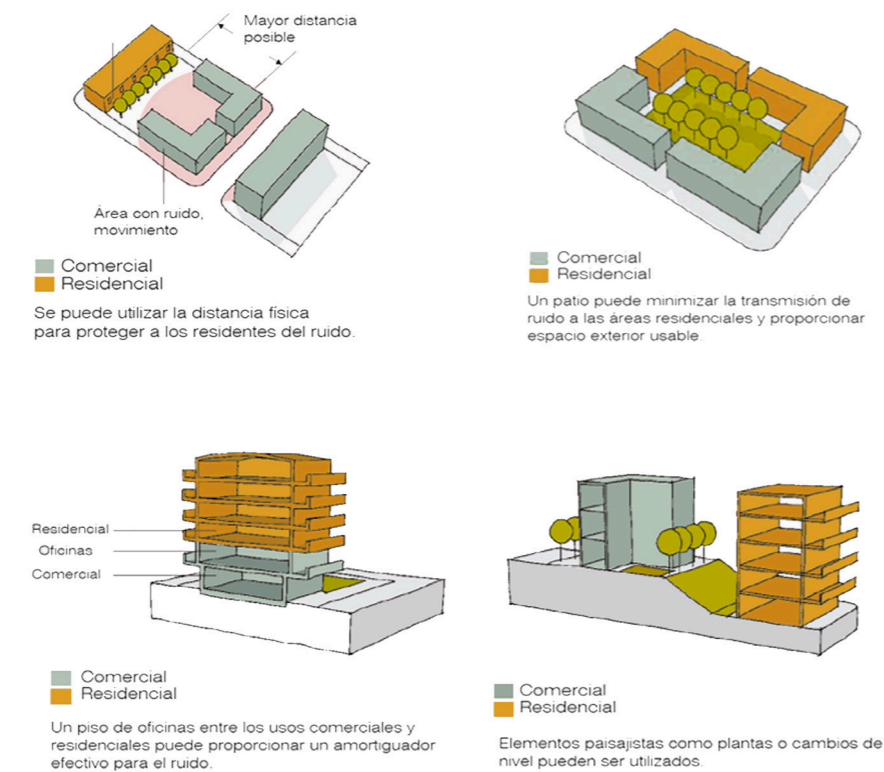 Mayor distancia
posible
Área con ruido,
movimiento
Comercial
Residencial
Se puede utilizar la distancia física
para proteger a los residentes del ruido.
Comercial
Residencial
Un patio puede minimizar la transmisión de
ruido a las áreas residenciales y proporcionar
espacio exterior usable.
Residencial
Oficinas
Comercial
Comercial
Residencial
Un piso de oficinas entre los usos comerciales y
residenciales puede proporcionar un amortiguador
efectivo para el ruido.
Comercial
Residencial
Elementos paisajistas como plantas o cambios de
nivel pueden ser utilizados.